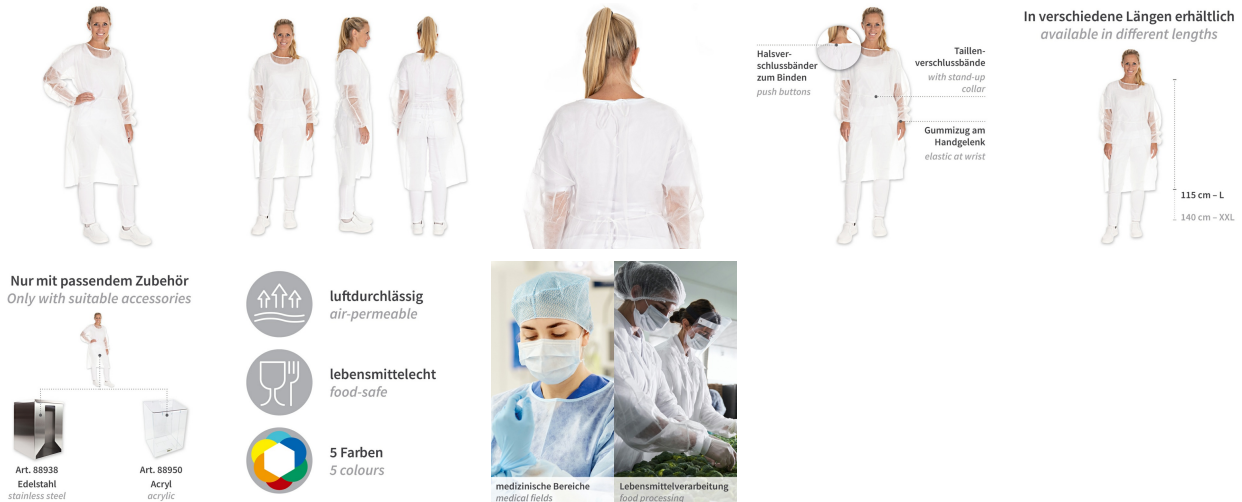 Halsver-
schlussbänder
zum Binden
push buttons
Taillen-
verschlussbände
with stand-up
collar
Gummizug am
Handgelenk
elastic at wrist
In verschiedene Längen erhältlich
available in different lengths
115 cm – L
140 cm – XXL
Nur mit passendem Zubehör
Only with suitable accessories
Art. 88938
Edelstahl
stainless steel
Art. 88950
Acryl
acrylic
luftdurchlässig
air-permeable
lebensmittelecht
food-safe
5 Farben
5 colours
medizinische Bereiche
medical fields
Lebensmittelverarbeitung
food processing